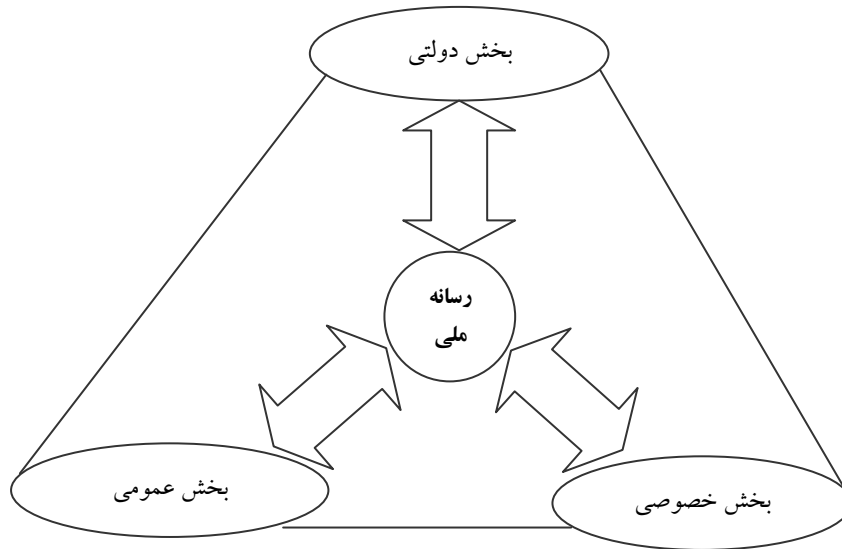 بخش دولتی
رسانه
ملی
بخش عمومی
بخش خصوصی